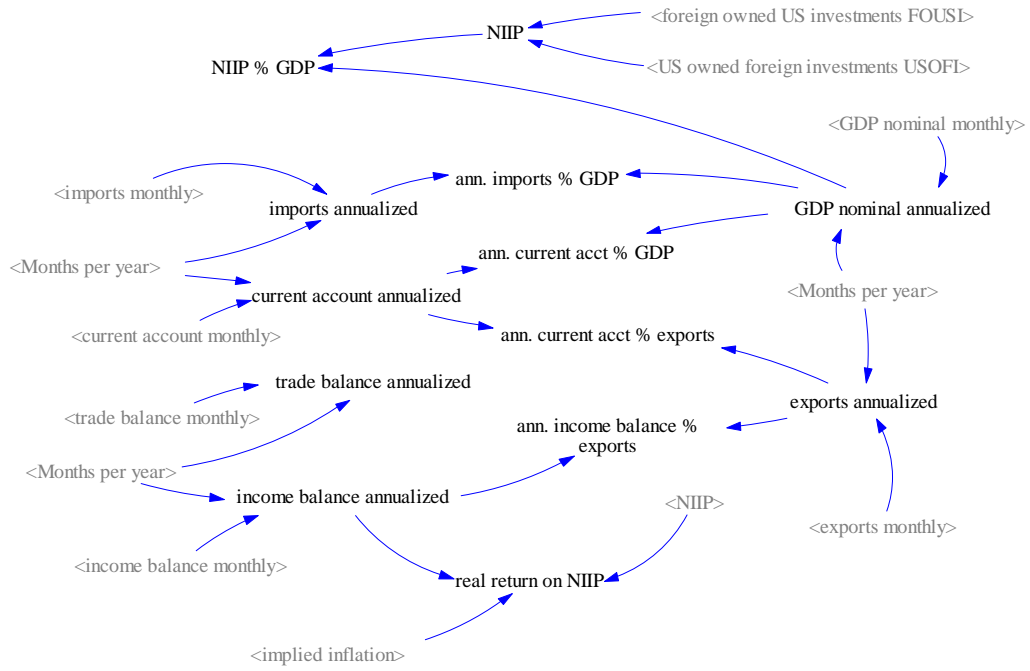 <foreign owned US investments FOUSI>
NIIP
NIIP % GDP
<US owned foreign investments USOFI>
<GDP nominal monthly>
<imports monthly>
ann. imports % GDP
imports annualized
GDP nominal annualized
ann. current acct % GDP
<Months per year>
current account annualized
<Months per year>
<current account monthly>
ann. current acct % exports
trade balance annualized
exports annualized
<trade balance monthly>
ann. income balance %
exports
<Months per year>
income balance annualized
<NIIP>
<exports monthly>
<income balance monthly>
real return on NIIP
<implied inflation>